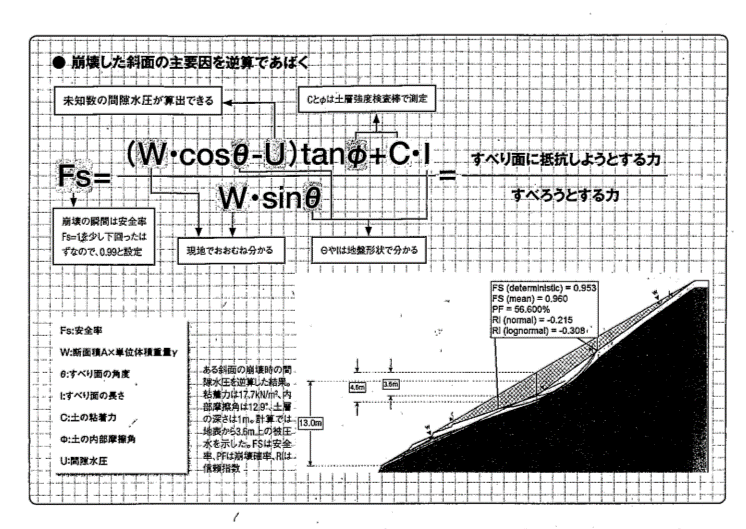 ● 崩壊した斜面の主要因を逆算であばく
未知数の間隙水圧が算出できる
Cとφは土層強度検査棒で測定
Fs=
(W・cosθ-U)tanφ+C・l
W・sinθ
=
すべり面に抵抗しようとする力
すべろうとする力
崩壊の瞬間は安全率
Fs=1を少し下回ったは
ずなので、0.99と設定
現地でおおむね分かる
θやlは地盤形状で分かる
Fs:安全率
W:断面積A×単位体積重量γ
θ:すべり面の角度
l:すべり面の長さ
C:土の粘着力
Φ:土の内部摩擦角
U:間隙水圧
ある斜面の崩壊時の間
隙水圧を逆算した結果。
粘着力は17.7kN/m²、内
部摩擦角は12.9°、土層
の深さは1m。計算では
地表から3.6m上の被圧
水を示した。FSは安全
率、PFは崩壊確率、RIは
信頼指数
FS (deterministic) = 0.953
FS (mean) = 0.960
PF = 56.600%
RI (normal) = -0.215
RI (lognormal) = -0.308
4.6m
3.6m
13.0m